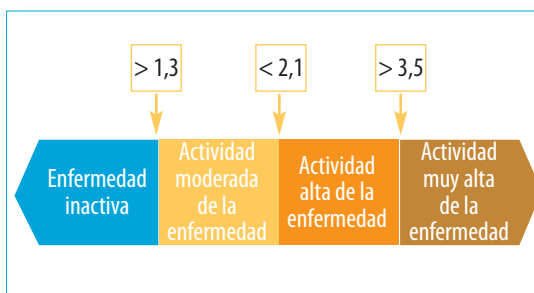 > 1,3
< 2,1
> 3,5
Enfermedad
inactiva
Actividad
moderada
de la
enfermedad
Actividad
alta de la
enfermedad
Actividad
muy alta
de la
enfermedad